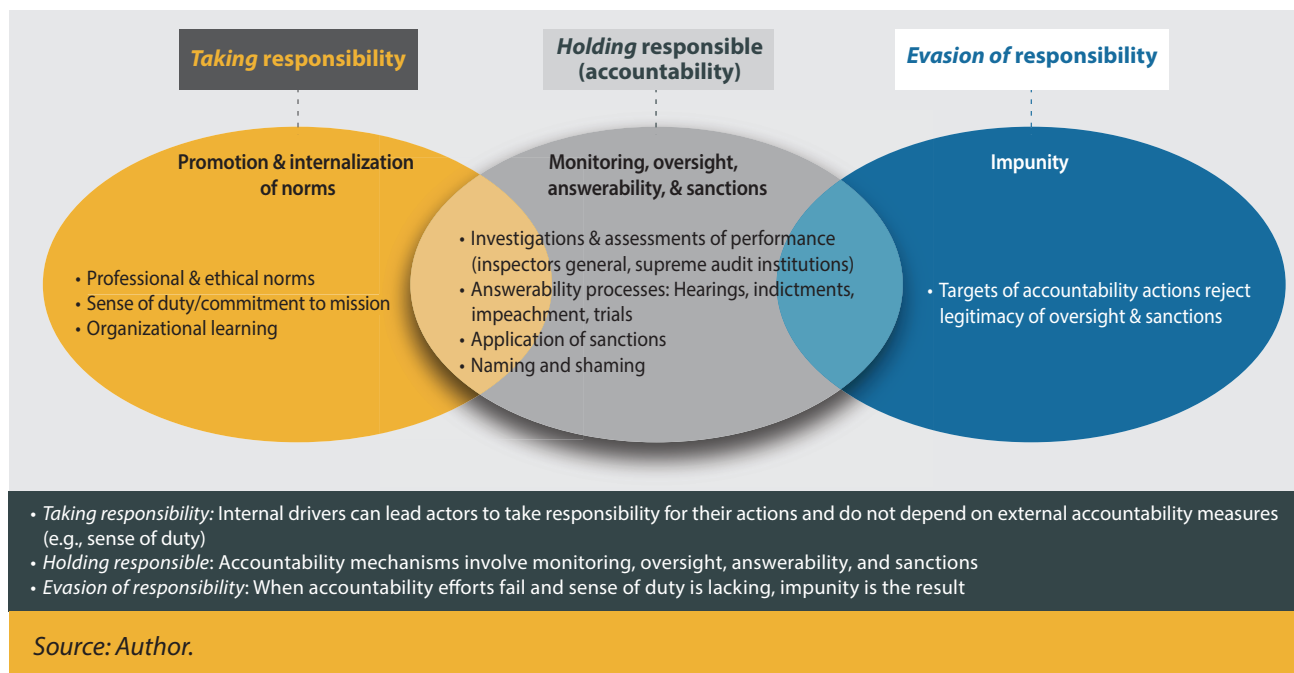 Taking responsibility
Holding responsible
(accountability)
Evasion of responsibility
Promotion & internalization
of norms
• Professional & ethical norms
• Sense of duty/commitment to mission
• Organizational learning
Monitoring, oversight,
answerability, & sanctions
• Investigations & assessments of performance
(inspectors general, supreme audit institutions)
• Answerability processes: Hearings, indictments,
impeachment, trials
• Application of sanctions
• Naming and shaming
Impunity
• Targets of accountability actions reject
legitimacy of oversight & sanctions
• Taking responsibility: Internal drivers can lead actors to take responsibility for their actions and do not depend on external accountability measures
(e.g., sense of duty)
• Holding responsible: Accountability mechanisms involve monitoring, oversight, answerability, and sanctions
• Evasion of responsibility: When accountability efforts fail and sense of duty is lacking, impunity is the result
Source: Author.